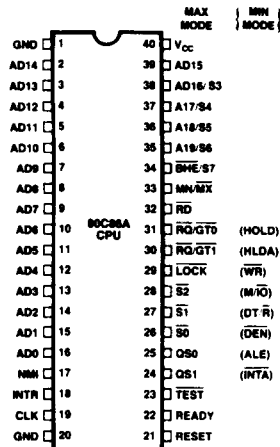 MAX MODE { MIN MODE }
GND 1 40 VCC
AD14 2 39 AD15
AD13 3 38 AD16/S3
AD12 4 37 A17/S4
AD11 5 36 A18/S5
AD10 6 35 A19/S6
AD9 7 34 BHE/S7
AD8 8 33 MN/MX
AD7 9 32 RD
AD6 10 31 RQ/GT0 (HOLD)
AD5 11 30 RQ/GT1 (HLDA)
AD4 12 29 LOCK (WR)
AD3 13 28 S2 (M/IO)
AD2 14 27 S1 (DT/R)
AD1 15 26 S0 (DEN)
AD0 16 25 QS0 (ALE)
NMI 17 24 QS1 (INTA)
INTR 18 23 TEST
CLK 19 22 READY
GND 20 21 RESET
80C86A
CPU